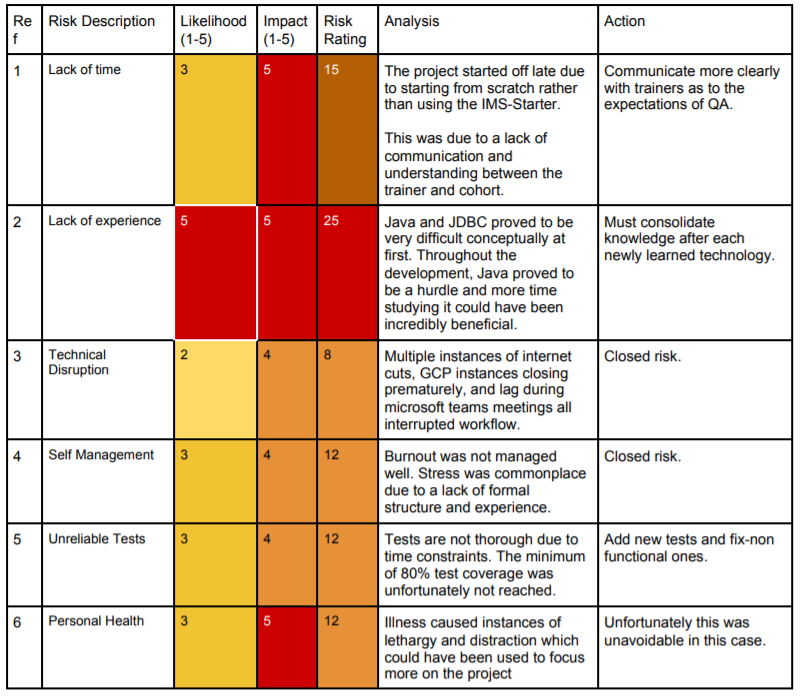 Re
f
Risk Description
Likelihood
(1-5)
Impact
(1-5)
Risk
Rating
Analysis
Action
1
Lack of time
3
5
15
The project started off late due
to starting from scratch rather
than using the IMS-Starter.
This was due to a lack of
communication and
understanding between the
trainer and cohort.
Communicate more clearly
with trainers as to the
expectations of QA.
2
Lack of experience
5
5
25
Java and JDBC proved to be
very difficult conceptually at
first. Throughout the
development, Java proved to
be a hurdle and more time
studying it could have been
incredibly beneficial.
Must consolidate
knowledge after each
newly learned technology.
3
Technical
Disruption
2
4
8
Multiple instances of internet
cuts, GCP instances closing
prematurely, and lag during
microsoft teams meetings all
interrupted workflow.
Closed risk.
4
Self Management
3
4
12
Burnout was not managed
well. Stress was commonplace
due to a lack of formal
structure and experience.
Closed risk.
5
Unreliable Tests
3
4
12
Tests are not thorough due to
time constraints. The minimum
of 80% test coverage was
unfortunately not reached.
Add new tests and fix-non
functional ones.
6
Personal Health
3
5
12
Illness caused instances of
lethargy and distraction which
could have been used to focus
more on the project
Unfortunately this was
unavoidable in this case.